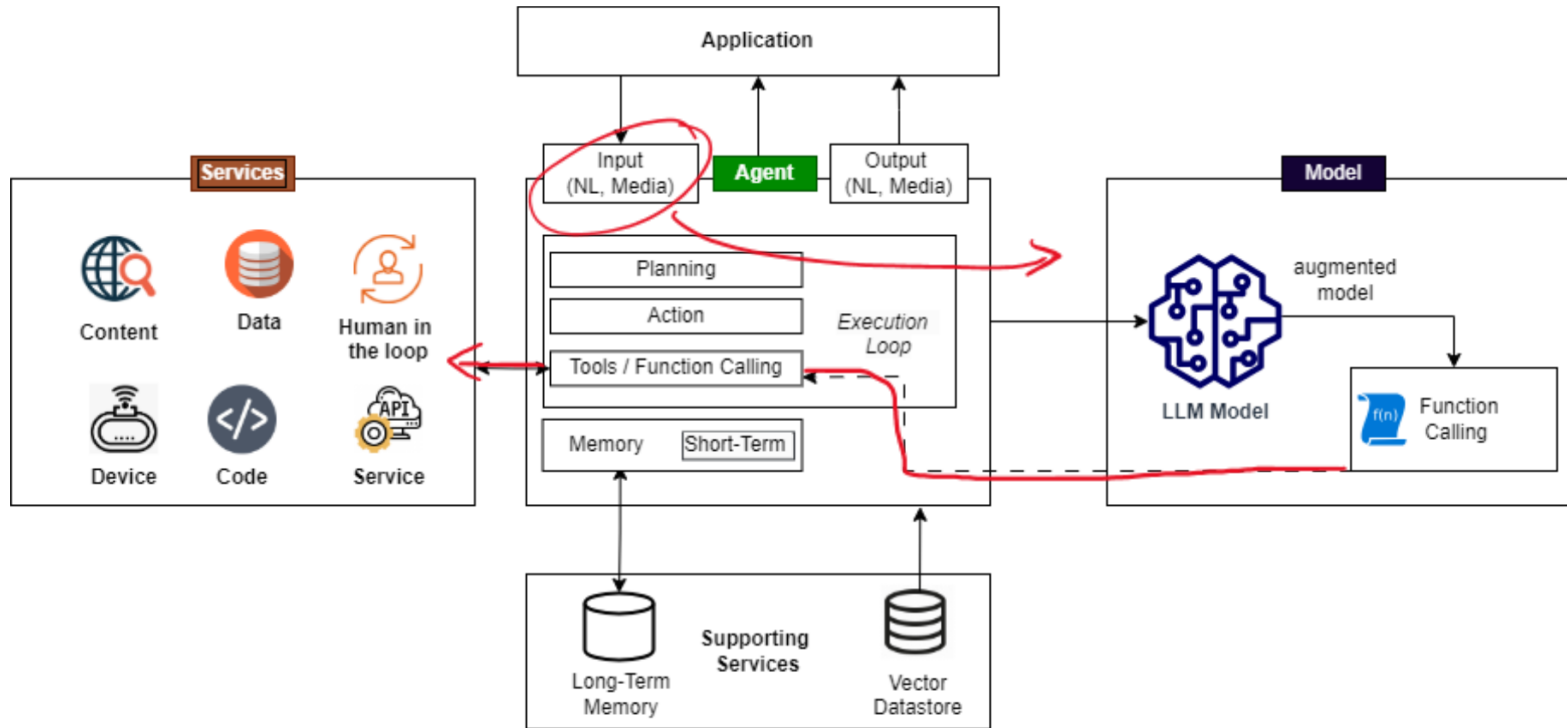 Application
Input
(NL, Media)
Agent
Output
(NL, Media)
Services
Content
Data
Human in
the loop
Device
Code
API
Service
Planning
Action
Tools / Function Calling
Execution
Loop
Memory
Short-Term
Model
augmented
model
LLM Model
f(n)
Function
Calling
Supporting
Services
Long-Term
Memory
Vector
Datastore